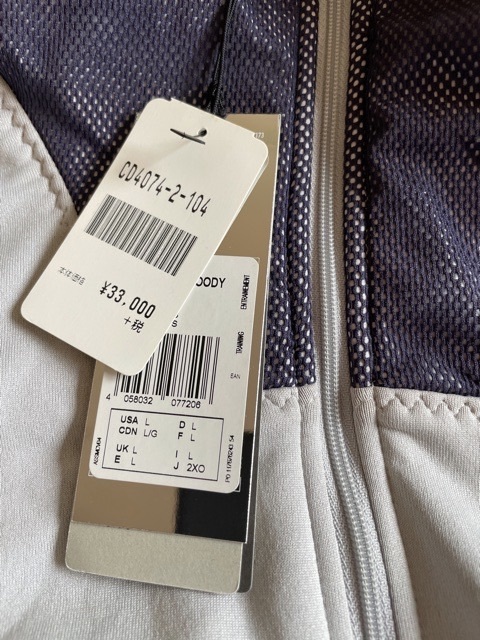 CD4074-2-104
本体価格
¥33,000
+税
OODY
S
ENTRAINEMENT
TRAINING
EAN
4 058032 077206
USA L D L
CDN L/G F L
UK L I L
E L J 2XO